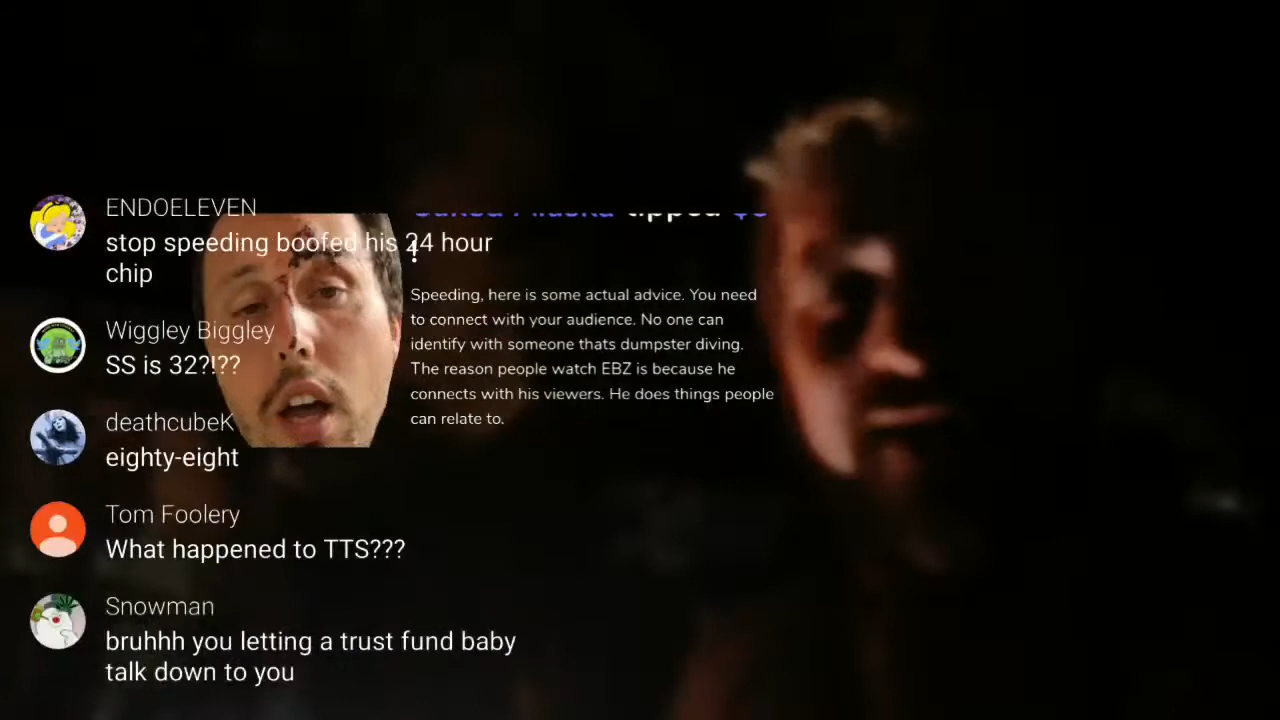 ENDOELEVEN
stop speeding boofed his 24 hour
chip
Wiggley Biggley
SS is 32?!??
deathcubeK
eighty-eight
Tom Foolery
What happened to TTS???
Snowman
bruhhh you letting a trust fund baby
talk down to you
tipped
!
Speeding, here is some actual advice. You need
to connect with your audience. No one can
identify with someone thats dumpster diving.
The reason people watch EBZ is because he
connects with his viewers. He does things people
can relate to.